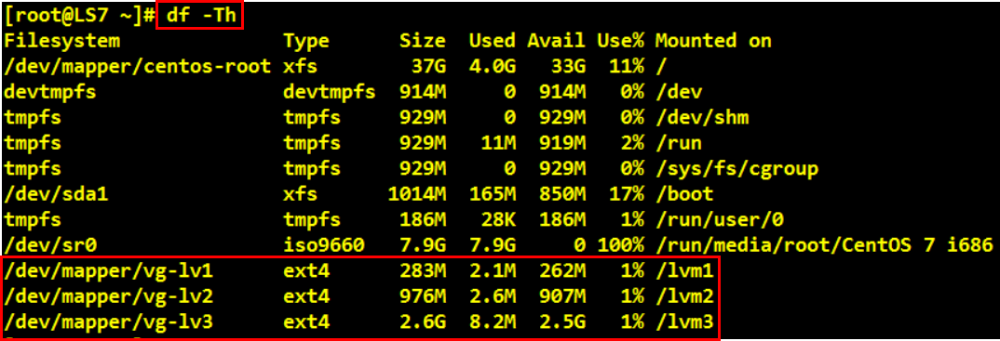 [root@LS7 ~]# df -Th
Filesystem Type Size Used Avail Use% Mounted on
/dev/mapper/centos-root xfs 37G 4.0G 33G 11% /
devtmpfs devtmpfs 914M 0 914M 0% /dev
tmpfs tmpfs 929M 0 929M 0% /dev/shm
tmpfs tmpfs 929M 11M 919M 2% /run
tmpfs tmpfs 929M 0 929M 0% /sys/fs/cgroup
/dev/sda1 xfs 1014M 165M 850M 17% /boot
tmpfs tmpfs 186M 28K 186M 1% /run/user/0
/dev/sr0 iso9660 7.9G 7.9G 0 100% /run/media/root/CentOS 7 i686
/dev/mapper/vg-lv1 ext4 283M 2.1M 262M 1% /lvm1
/dev/mapper/vg-lv2 ext4 976M 2.6M 907M 1% /lvm2
/dev/mapper/vg-lv3 ext4 2.6G 8.2M 2.5G 1% /lvm3